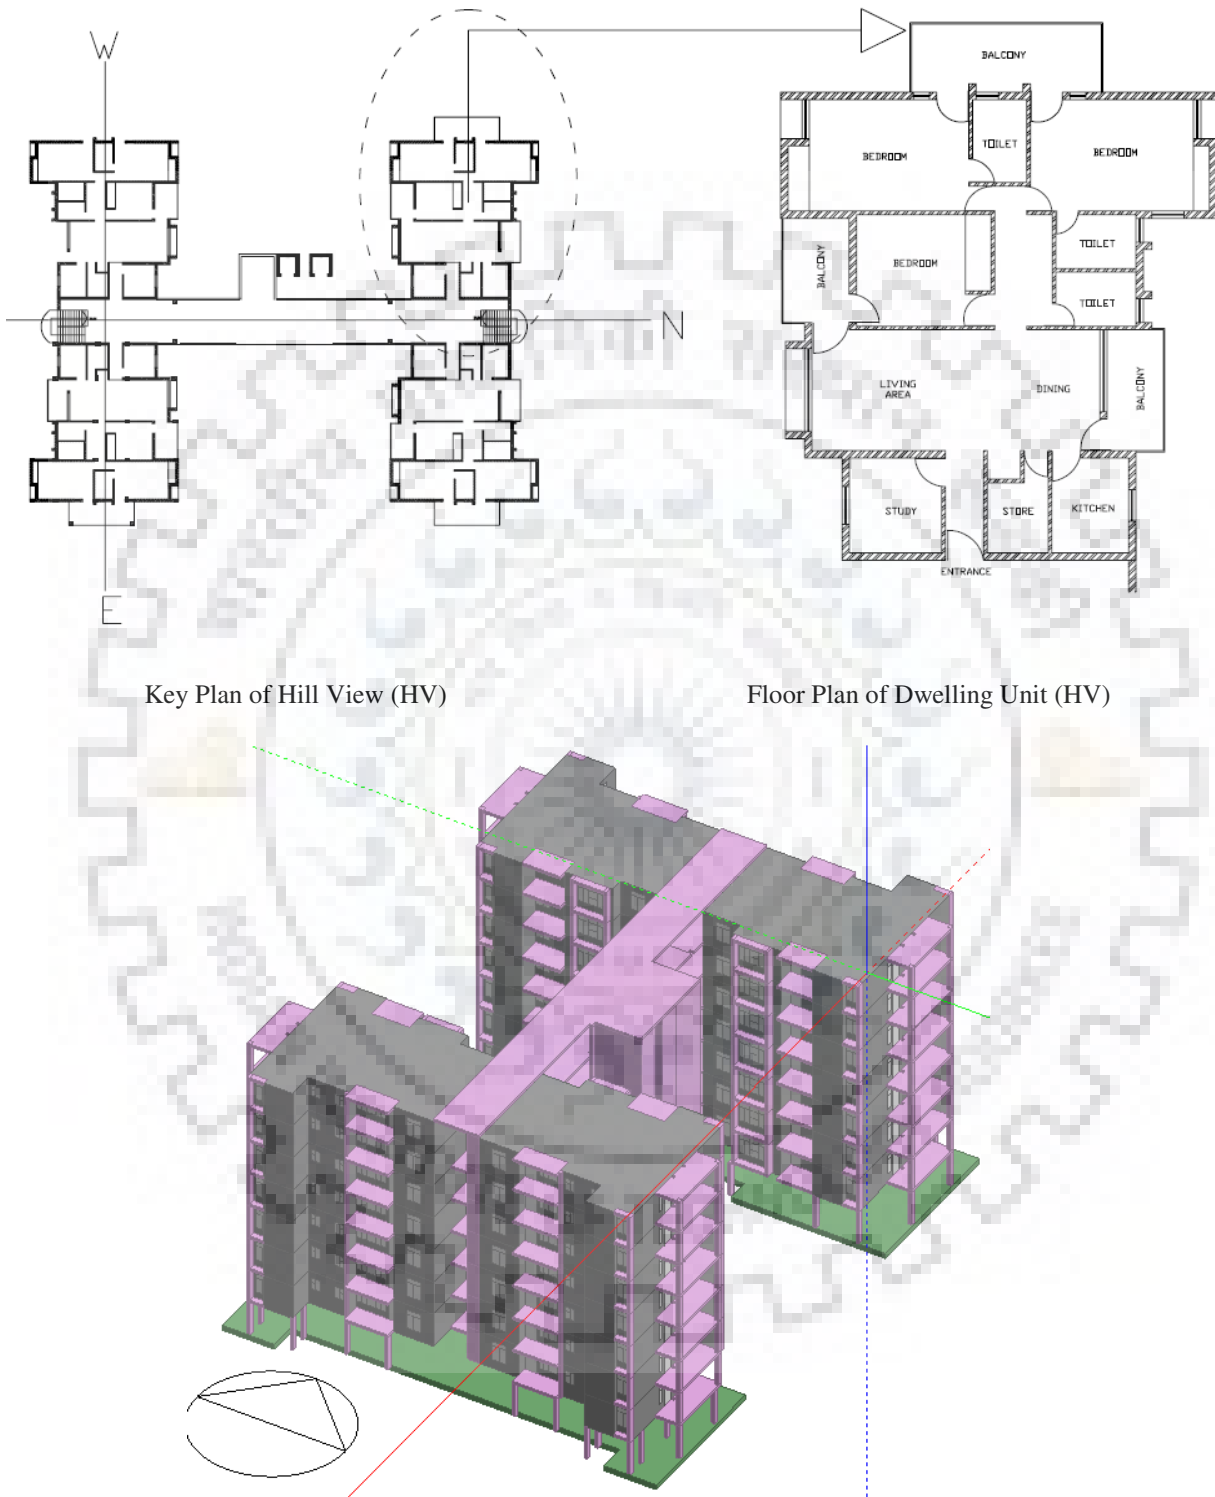 W
N
E
BALCONY
BEDROOM
TOILET
BEDROOM
BALCONY
BEDROOM
TOILET
TOILET
LIVING
AREA
DINING
BALCONY
STUDY
STORE
KITCHEN
ENTRANCE
Key Plan of Hill View (HV)
Floor Plan of Dwelling Unit (HV)